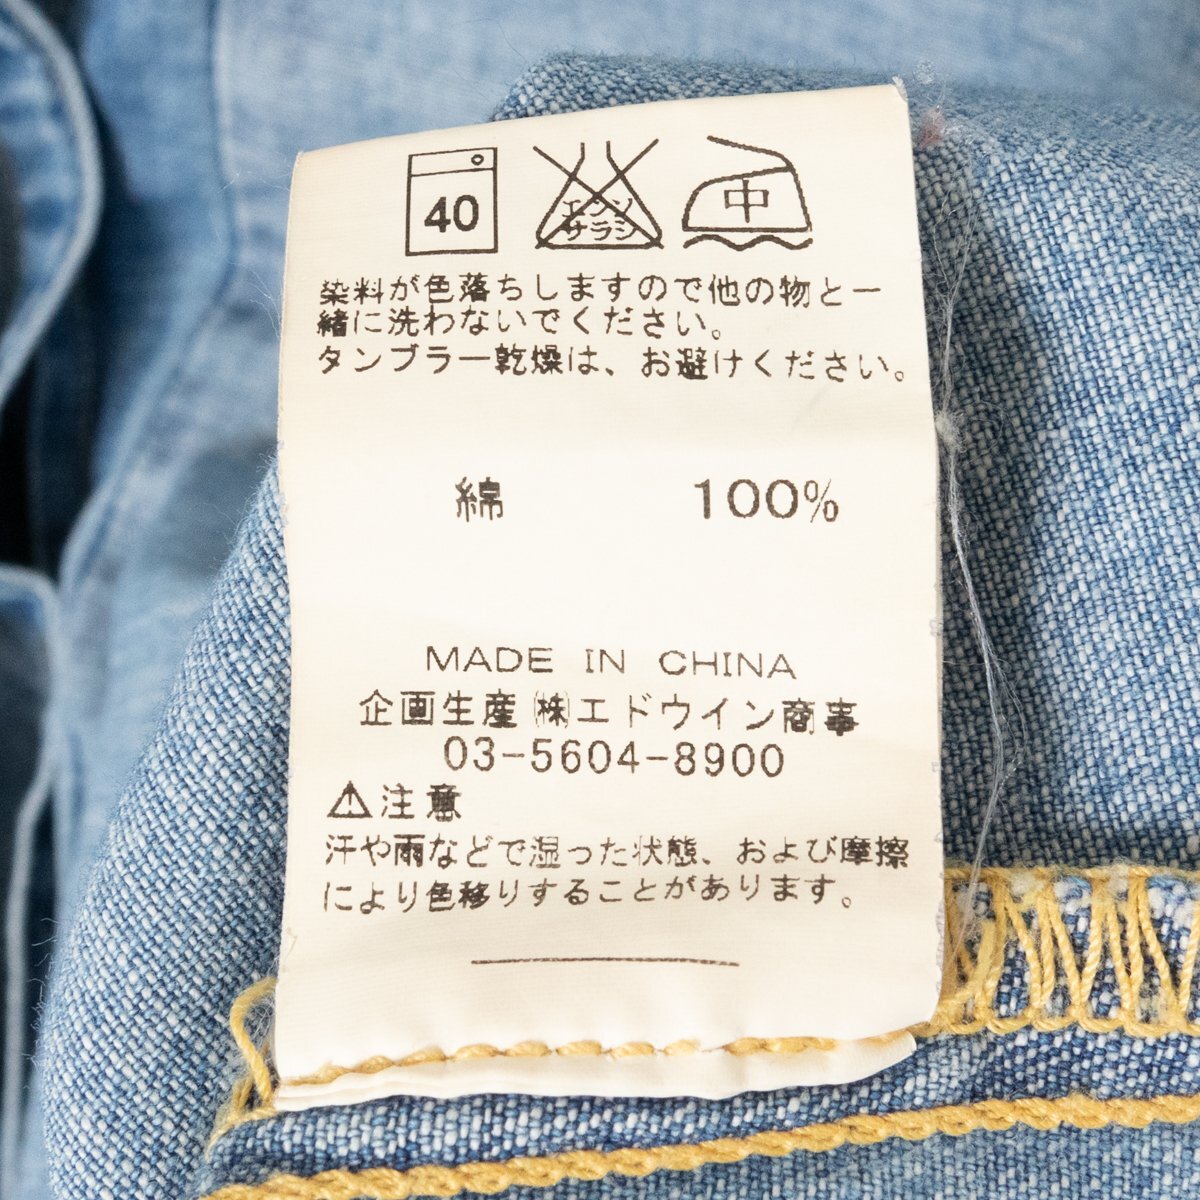 40
エンソ
サラシ
中
染料が色落ちしますので他の物と一
緒に洗わないでください。
タンブラー乾燥は、お避けください。
綿 100%
MADE IN CHINA
企画生産㈱エドウイン商事
03-5604-8900
⚠注意
汗や雨などで湿った状態、および摩擦
により色移りすることがあります。